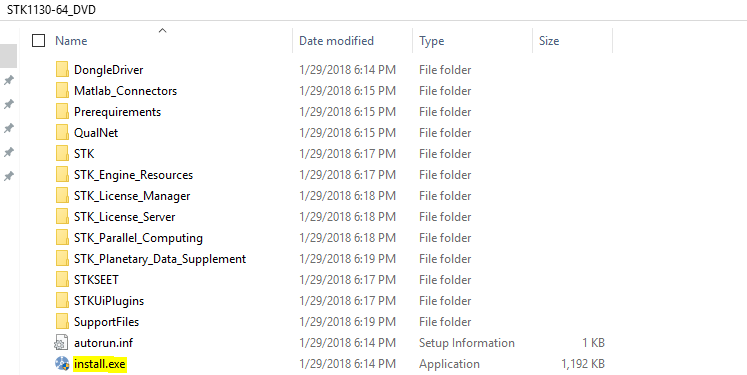 STK1130-64_DVD
Name Date modified Type Size
DongleDriver 1/29/2018 6:14 PM File folder
Matlab_Connectors 1/29/2018 6:15 PM File folder
Prerequirements 1/29/2018 6:15 PM File folder
QualNet 1/29/2018 6:15 PM File folder
STK 1/29/2018 6:17 PM File folder
STK_Engine_Resources 1/29/2018 6:17 PM File folder
STK_License_Manager 1/29/2018 6:18 PM File folder
STK_License_Server 1/29/2018 6:18 PM File folder
STK_Parallel_Computing 1/29/2018 6:18 PM File folder
STK_Planetary_Data_Supplement 1/29/2018 6:19 PM File folder
STKSEET 1/29/2018 6:17 PM File folder
STKUiPlugins 1/29/2018 6:17 PM File folder
SupportFiles 1/29/2018 6:19 PM File folder
autorun.inf 1/29/2018 6:14 PM Setup Information 1 KB
install.exe 1/29/2018 6:14 PM Application 1,192 KB